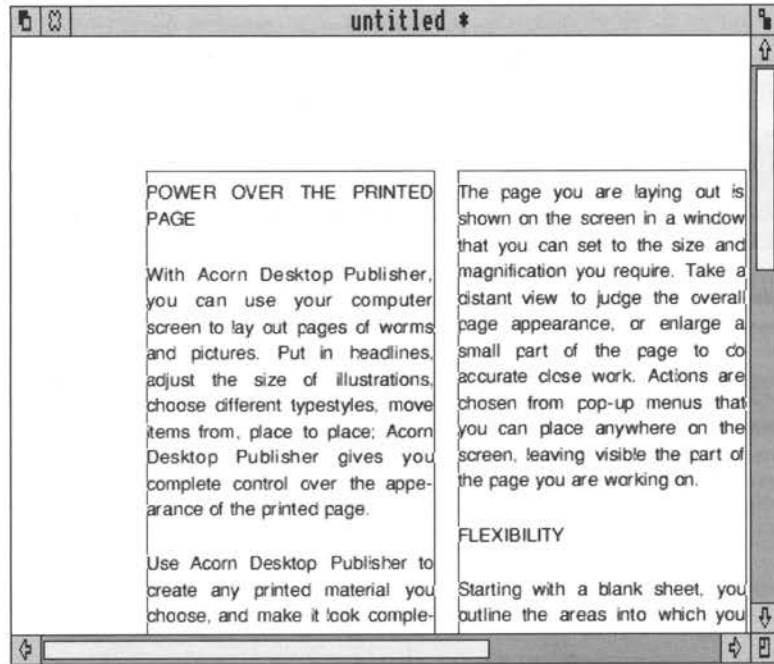 untitled *
POWER OVER THE PRINTED
PAGE
With Acorn Desktop Publisher,
you can use your computer
screen to lay out pages of worms
and pictures. Put in headlines,
adjust the size of illustrations,
choose different typestyles, move
items from, place to place; Acorn
Desktop Publisher gives you
complete control over the appe-
arance of the printed page.
Use Acorn Desktop Publisher to
create any printed material you
choose, and make it look comple-
The page you are laying out is
shown on the screen in a window
that you can set to the size and
magnification you require. Take a
distant view to judge the overall
page appearance, or enlarge a
small part of the page to do
accurate close work. Actions are
chosen from pop-up menus that
you can place anywhere on the
screen, leaving visible the part of
the page you are working on.
FLEXIBILITY
Starting with a blank sheet, you
outline the areas into which you